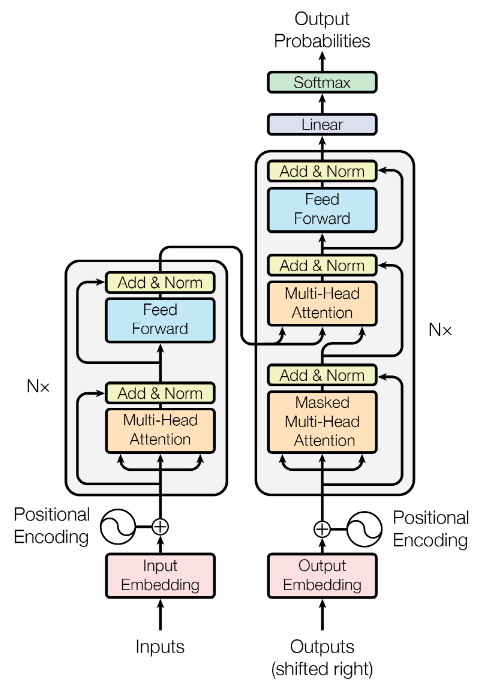 Output
Probabilities
Softmax
Linear
Add & Norm
Feed
Forward
Add & Norm
Multi-Head
Attention
Add & Norm
Masked
Multi-Head
Attention
Nx
Add & Norm
Feed
Forward
Add & Norm
Multi-Head
Attention
Nx
Positional
Encoding
Positional
Encoding
Input
Embedding
Output
Embedding
Inputs
Outputs
(shifted right)